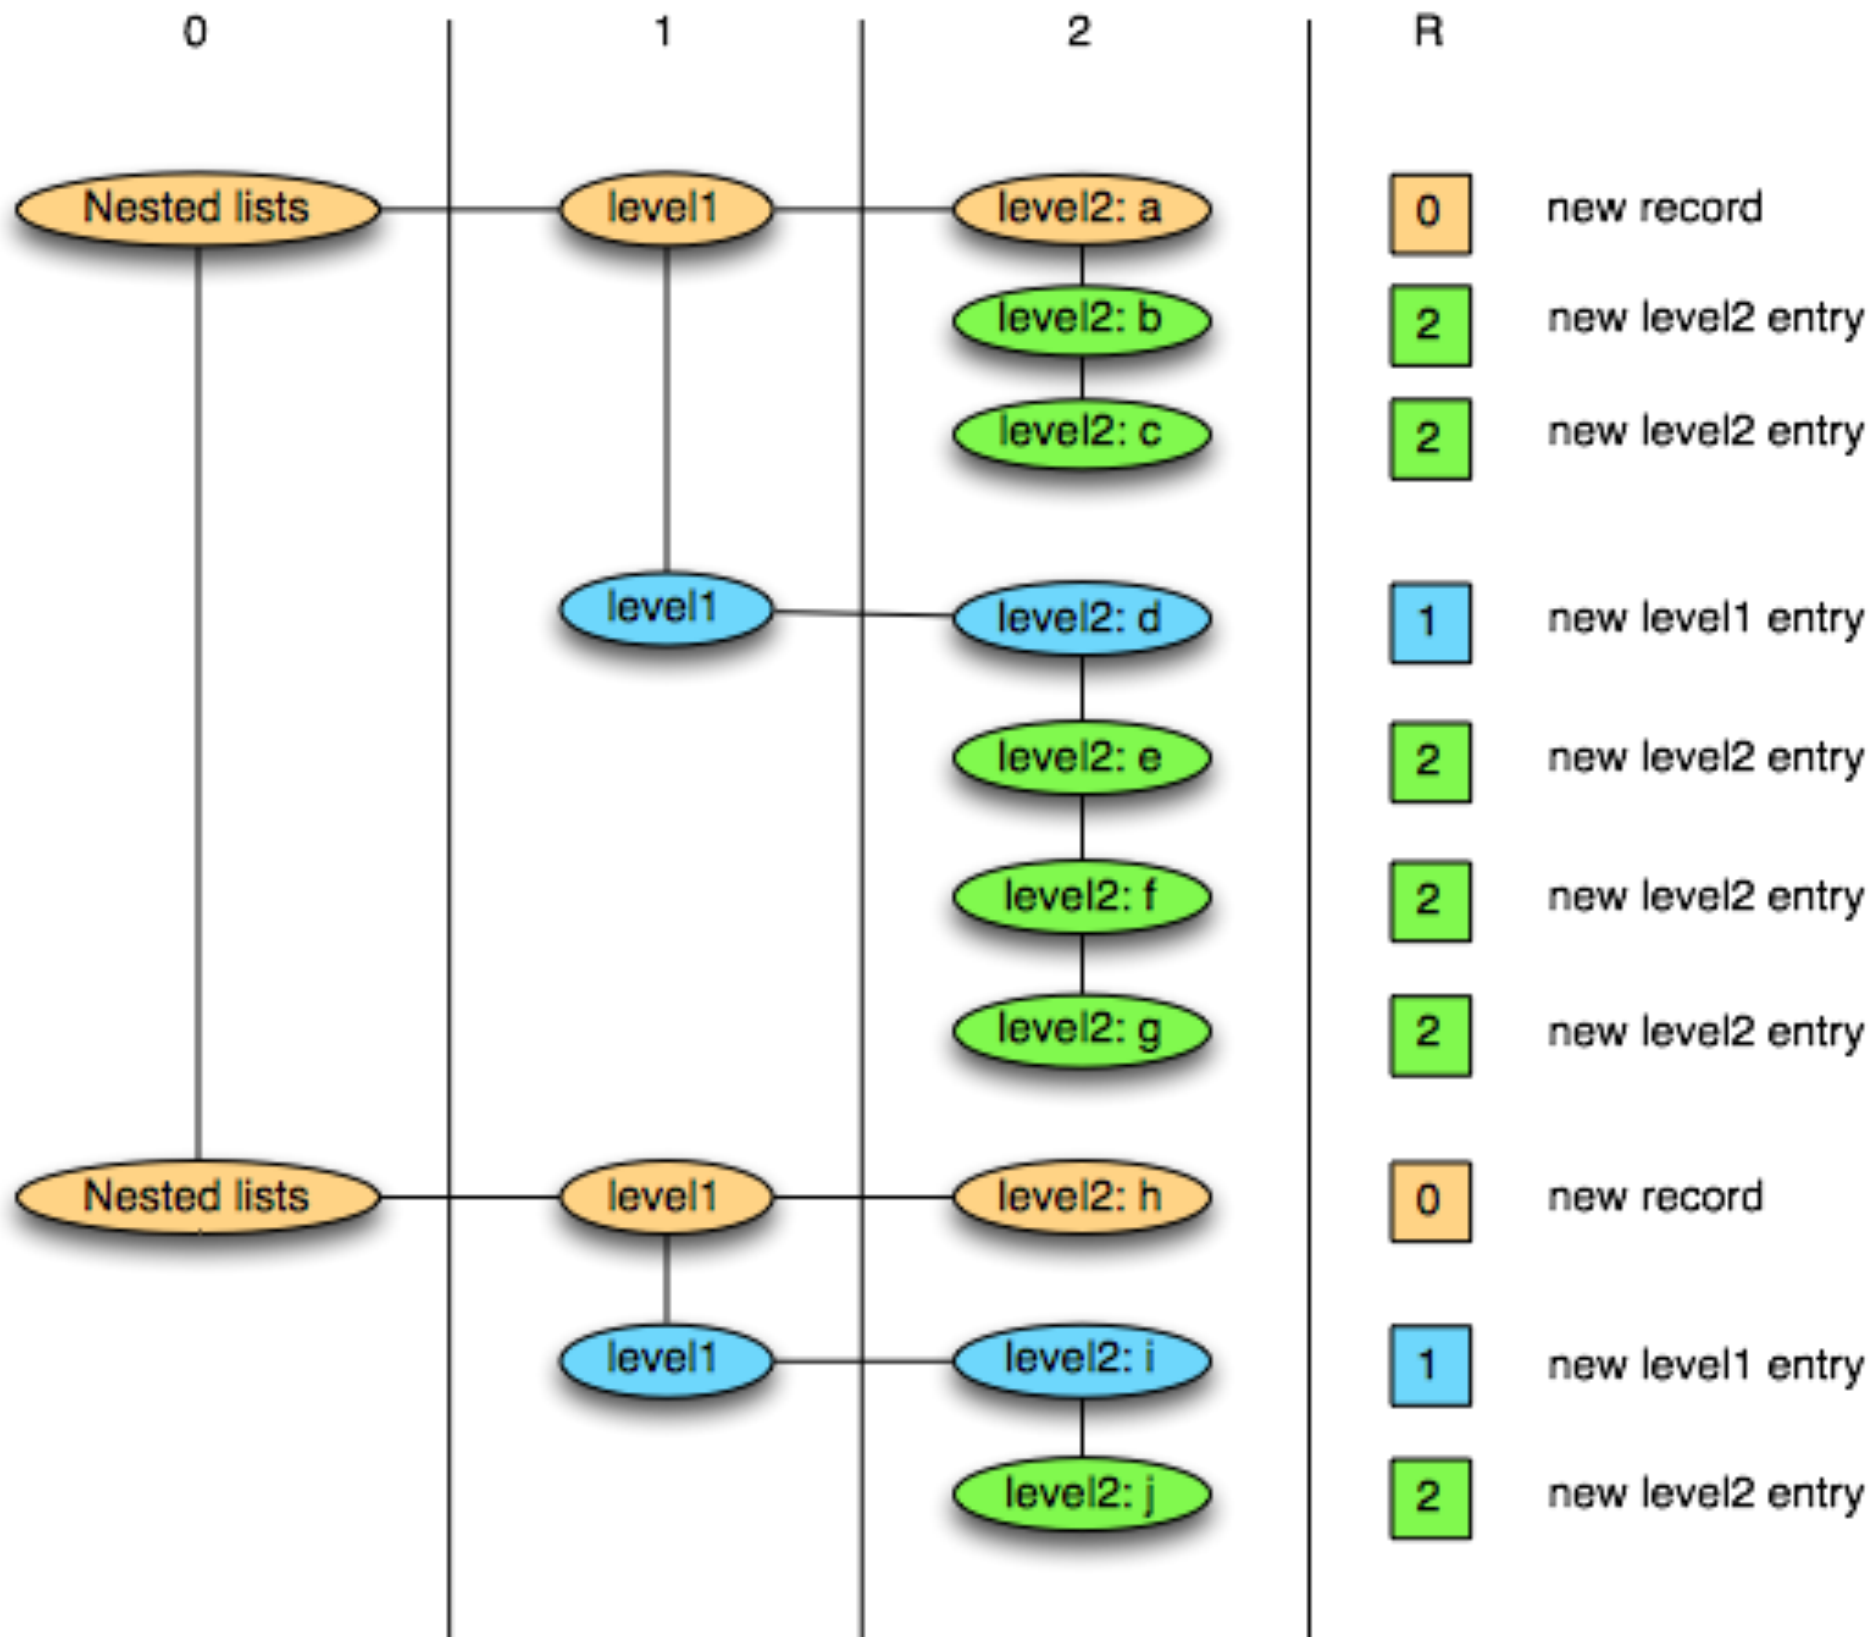 0 1 2 R
Nested lists level1 level2: a 0 new record
level2: b 2 new level2 entry
level2: c 2 new level2 entry
level1 level2: d 1 new level1 entry
level2: e 2 new level2 entry
level2: f 2 new level2 entry
level2: g 2 new level2 entry
Nested lists level1 level2: h 0 new record
level1 level2: i 1 new level1 entry
level2: j 2 new level2 entry